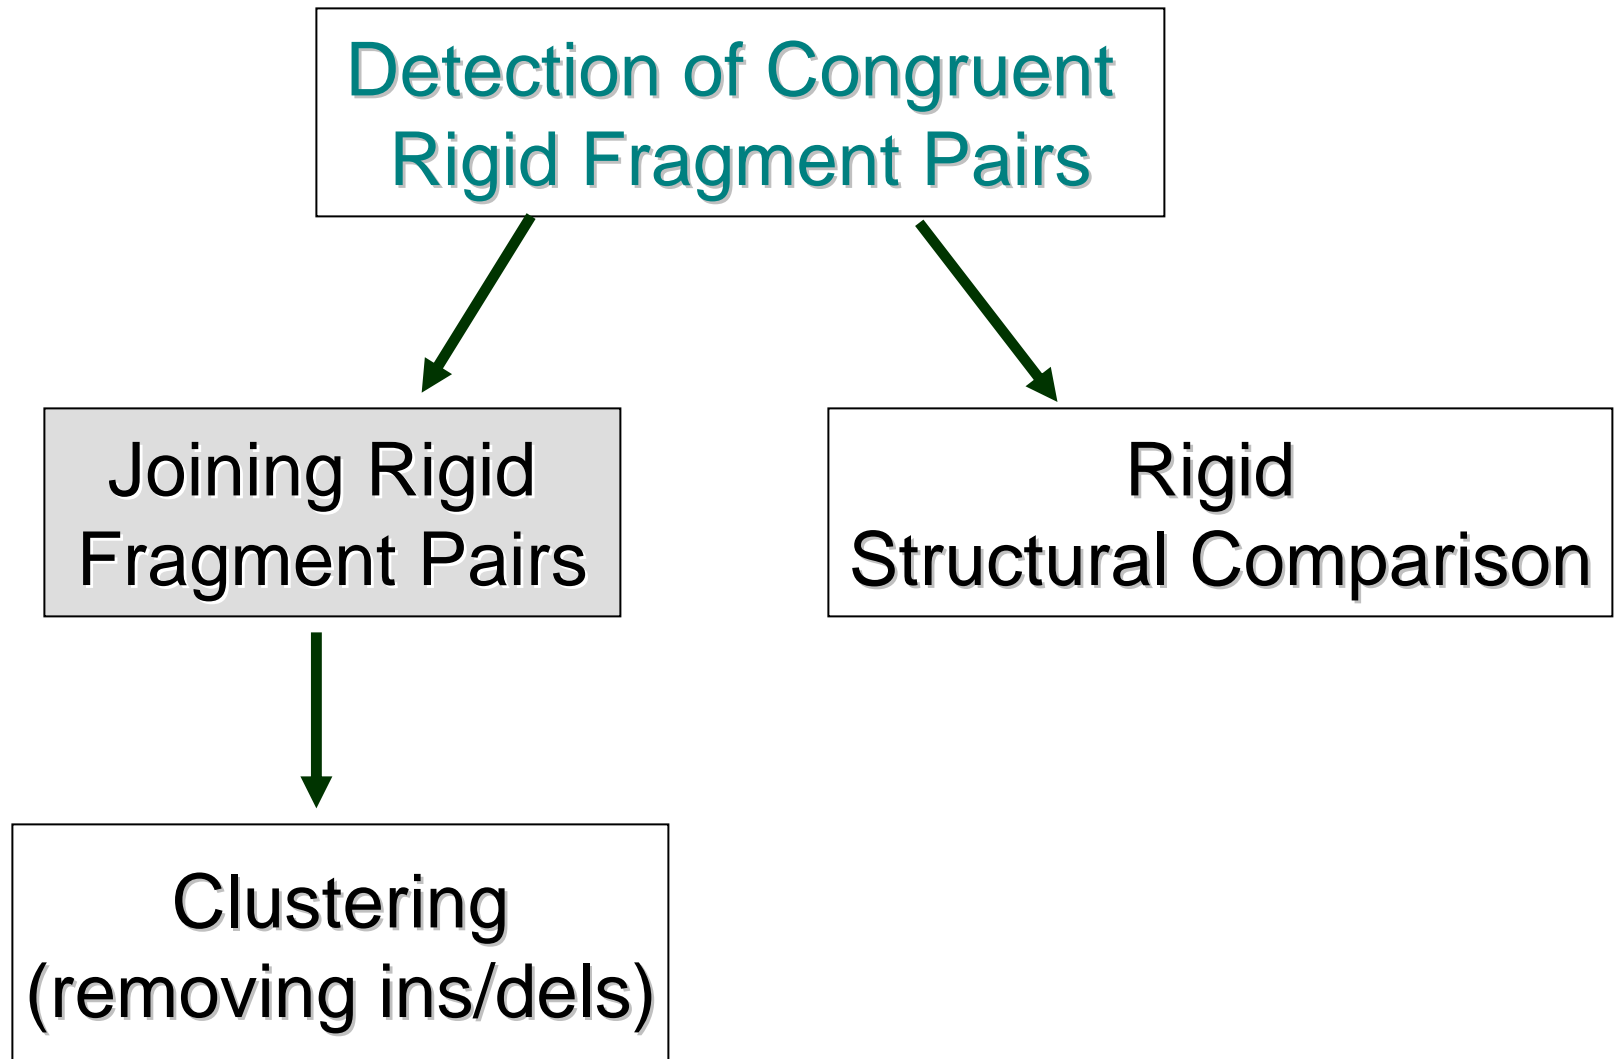 Detection of Congruent
Rigid Fragment Pairs
Joining Rigid
Fragment Pairs
Rigid
Structural Comparison
Clustering
(removing ins/dels)